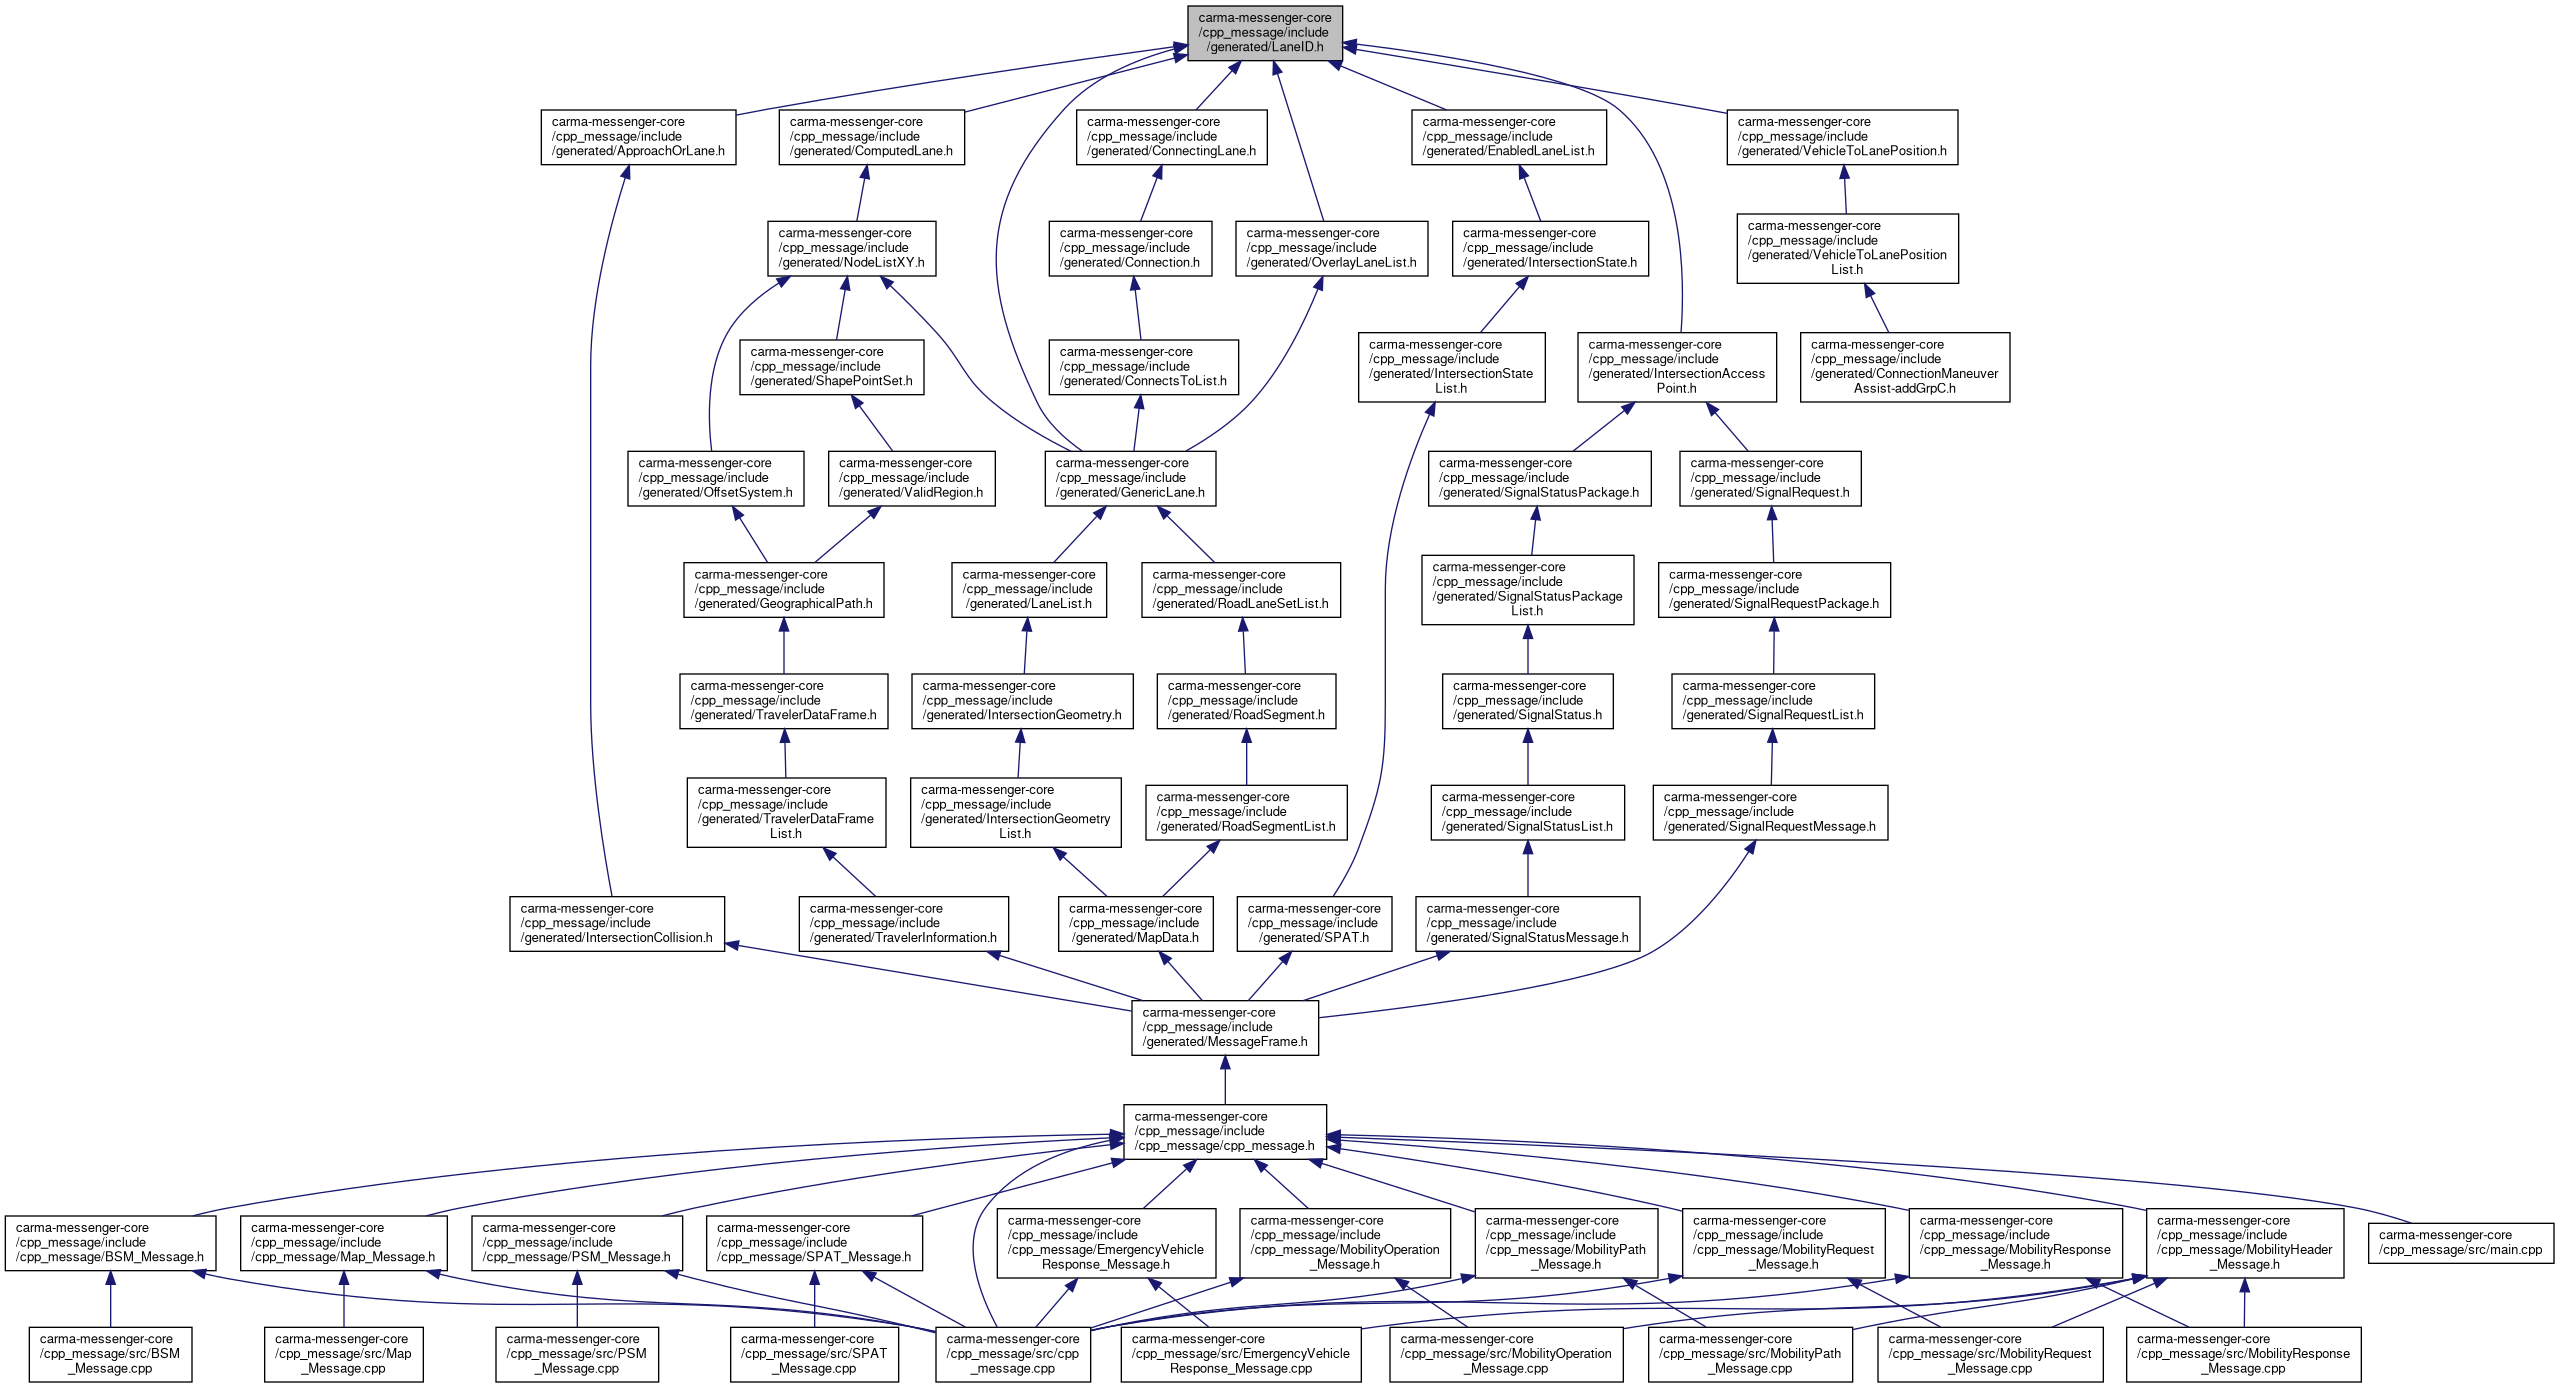 carma-messenger-core
/cpp_message/include
/generated/LaneID.h
carma-messenger-core
/cpp_message/include
/generated/ApproachOrLane.h
carma-messenger-core
/cpp_message/include
/generated/ComputedLane.h
carma-messenger-core
/cpp_message/include
/generated/ConnectingLane.h
carma-messenger-core
/cpp_message/include
/generated/EnabledLaneList.h
carma-messenger-core
/cpp_message/include
/generated/VehicleToLanePosition.h
carma-messenger-core
/cpp_message/include
/generated/NodeListXY.h
carma-messenger-core
/cpp_message/include
/generated/Connection.h
carma-messenger-core
/cpp_message/include
/generated/OverlayLaneList.h
carma-messenger-core
/cpp_message/include
/generated/IntersectionState.h
carma-messenger-core
/cpp_message/include
/generated/VehicleToLanePosition
List.h
carma-messenger-core
/cpp_message/include
/generated/ShapePointSet.h
carma-messenger-core
/cpp_message/include
/generated/ConnectsToList.h
carma-messenger-core
/cpp_message/include
/generated/IntersectionState
List.h
carma-messenger-core
/cpp_message/include
/generated/IntersectionAccess
Point.h
carma-messenger-core
/cpp_message/include
/generated/ConnectionManeuver
Assist-addGrpC.h
carma-messenger-core
/cpp_message/include
/generated/OffsetSystem.h
carma-messenger-core
/cpp_message/include
/generated/ValidRegion.h
carma-messenger-core
/cpp_message/include
/generated/GenericLane.h
carma-messenger-core
/cpp_message/include
/generated/SignalStatusPackage.h
carma-messenger-core
/cpp_message/include
/generated/SignalRequest.h
carma-messenger-core
/cpp_message/include
/generated/GeographicalPath.h
carma-messenger-core
/cpp_message/include
/generated/LaneList.h
carma-messenger-core
/cpp_message/include
/generated/RoadLaneSetList.h
carma-messenger-core
/cpp_message/include
/generated/SignalStatusPackage
List.h
carma-messenger-core
/cpp_message/include
/generated/SignalRequestPackage.h
carma-messenger-core
/cpp_message/include
/generated/TravelerDataFrame.h
carma-messenger-core
/cpp_message/include
/generated/IntersectionGeometry.h
carma-messenger-core
/cpp_message/include
/generated/RoadSegment.h
carma-messenger-core
/cpp_message/include
/generated/SignalStatus.h
carma-messenger-core
/cpp_message/include
/generated/SignalRequestList.h
carma-messenger-core
/cpp_message/include
/generated/TravelerDataFrame
List.h
carma-messenger-core
/cpp_message/include
/generated/IntersectionGeometry
List.h
carma-messenger-core
/cpp_message/include
/generated/RoadSegmentList.h
carma-messenger-core
/cpp_message/include
/generated/SignalStatusList.h
carma-messenger-core
/cpp_message/include
/generated/SignalRequestMessage.h
carma-messenger-core
/cpp_message/include
/generated/IntersectionCollision.h
carma-messenger-core
/cpp_message/include
/generated/TravelerInformation.h
carma-messenger-core
/cpp_message/include
/generated/MapData.h
carma-messenger-core
/cpp_message/include
/generated/SPAT.h
carma-messenger-core
/cpp_message/include
/generated/SignalStatusMessage.h
carma-messenger-core
/cpp_message/include
/generated/MessageFrame.h
carma-messenger-core
/cpp_message/include
/cpp_message/cpp_message.h
carma-messenger-core
/cpp_message/include
/cpp_message/BSM_Message.h
carma-messenger-core
/cpp_message/include
/cpp_message/Map_Message.h
carma-messenger-core
/cpp_message/include
/cpp_message/PSM_Message.h
carma-messenger-core
/cpp_message/include
/cpp_message/SPAT_Message.h
carma-messenger-core
/cpp_message/include
/cpp_message/EmergencyVehicle
Response_Message.h
carma-messenger-core
/cpp_message/include
/cpp_message/MobilityOperation
_Message.h
carma-messenger-core
/cpp_message/include
/cpp_message/MobilityPath
_Message.h
carma-messenger-core
/cpp_message/include
/cpp_message/MobilityRequest
_Message.h
carma-messenger-core
/cpp_message/include
/cpp_message/MobilityResponse
_Message.h
carma-messenger-core
/cpp_message/include
/cpp_message/MobilityHeader
_Message.h
carma-messenger-core
/cpp_message/src/main.cpp
carma-messenger-core
/cpp_message/src/BSM
_Message.cpp
carma-messenger-core
/cpp_message/src/Map
_Message.cpp
carma-messenger-core
/cpp_message/src/PSM
_Message.cpp
carma-messenger-core
/cpp_message/src/SPAT
_Message.cpp
carma-messenger-core
/cpp_message/src/cpp
_message.cpp
carma-messenger-core
/cpp_message/src/EmergencyVehicle
Response_Message.cpp
carma-messenger-core
/cpp_message/src/MobilityOperation
_Message.cpp
carma-messenger-core
/cpp_message/src/MobilityPath
_Message.cpp
carma-messenger-core
/cpp_message/src/MobilityRequest
_Message.cpp
carma-messenger-core
/cpp_message/src/MobilityResponse
_Message.cpp